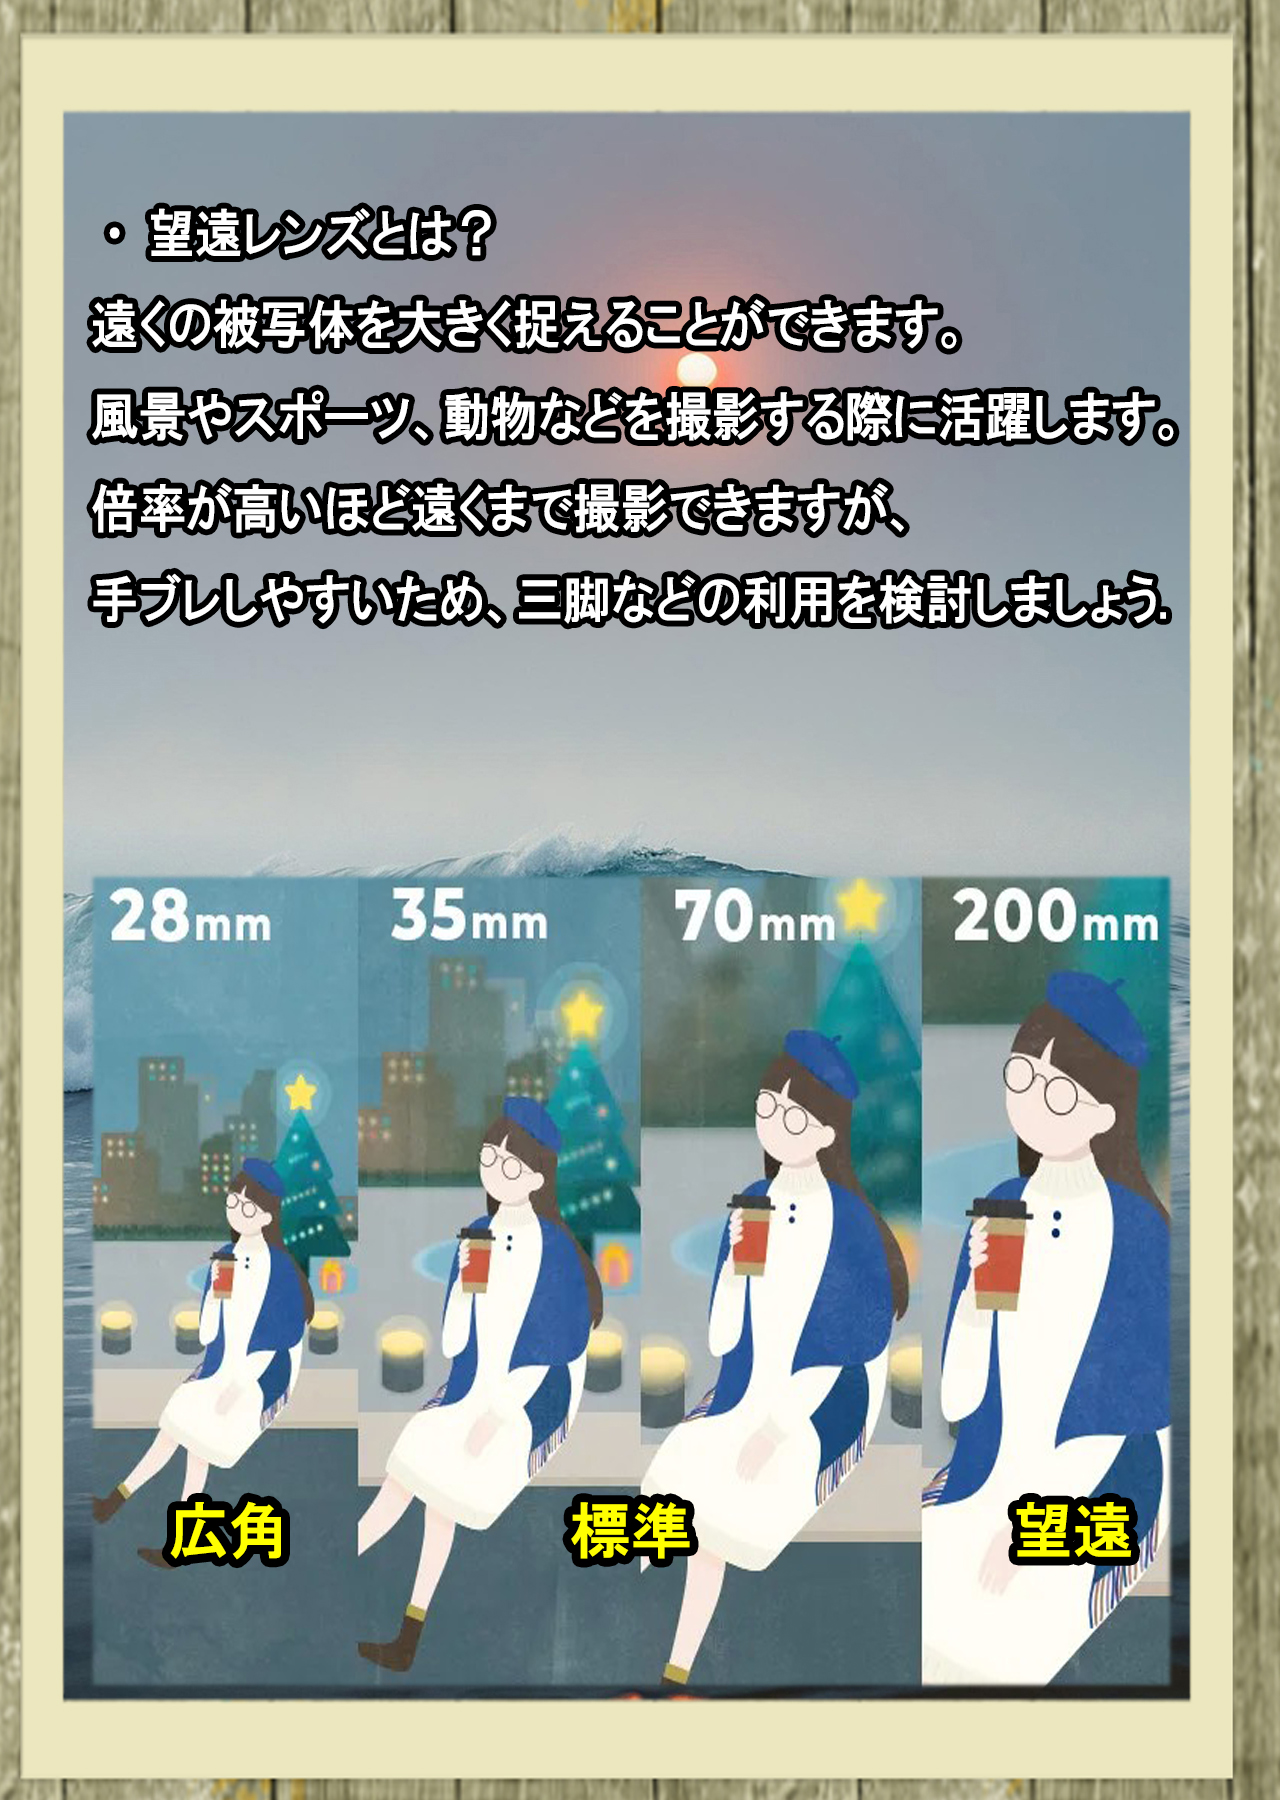 ・ 望遠レンズとは？
遠くの被写体を大きく捉えることができます。
風景やスポーツ、動物などを撮影する際に活躍します。
倍率が高いほど遠くまで撮影できますが、
手ブレしやすいため、三脚などの利用を検討しましょう.
28mm 35mm 70mm 200mm
広角 標準 望遠